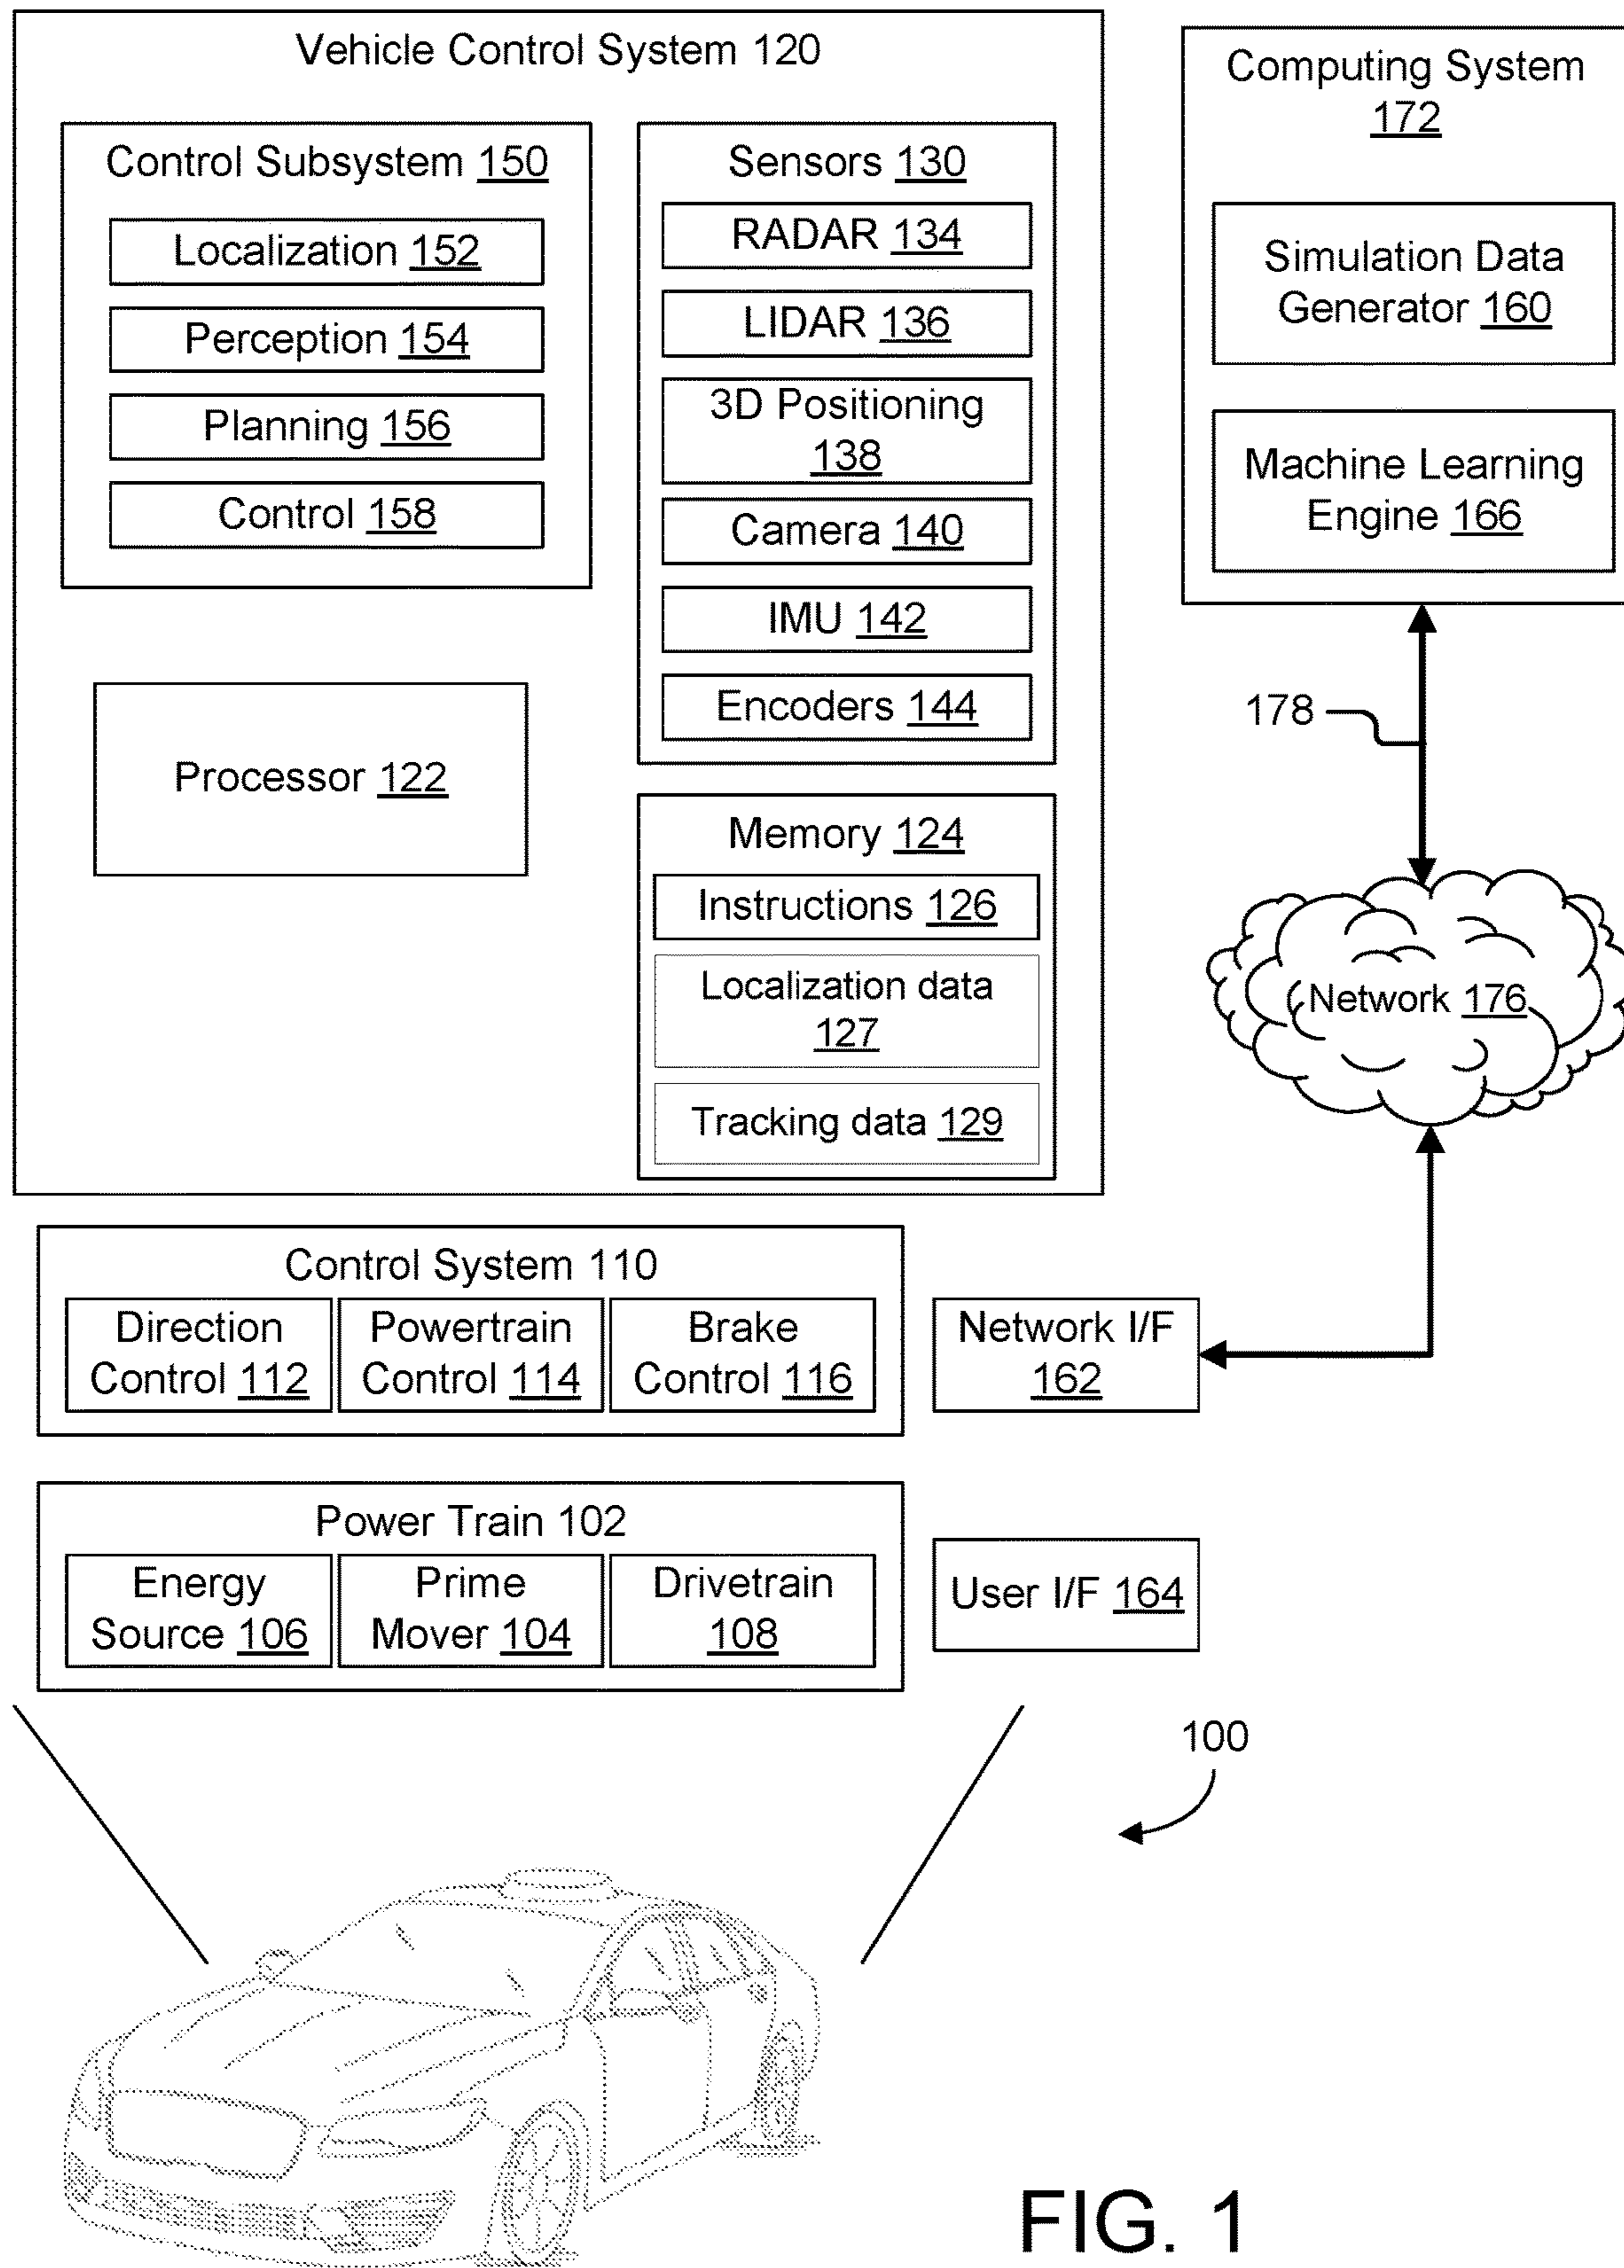 Vehicle Control System 120
Control Subsystem 150
Localization 152
Perception 154
Planning 156
Control 158
Processor 122
Sensors 130
RADAR 134
LIDAR 136
3D Positioning
138
Camera 140
IMU 142
Encoders 144
Memory 124
Instructions 126
Localization data
127
Tracking data 129
Computing System
172
Simulation Data
Generator 160
Machine Learning
Engine 166
178
Network 176
Control System 110
Direction
Control 112
Powertrain
Control 114
Brake
Control 116
Network I/F
162
Power Train 102
Energy
Source 106
Prime
Mover 104
Drivetrain
108
User I/F 164
100
FIG. 1